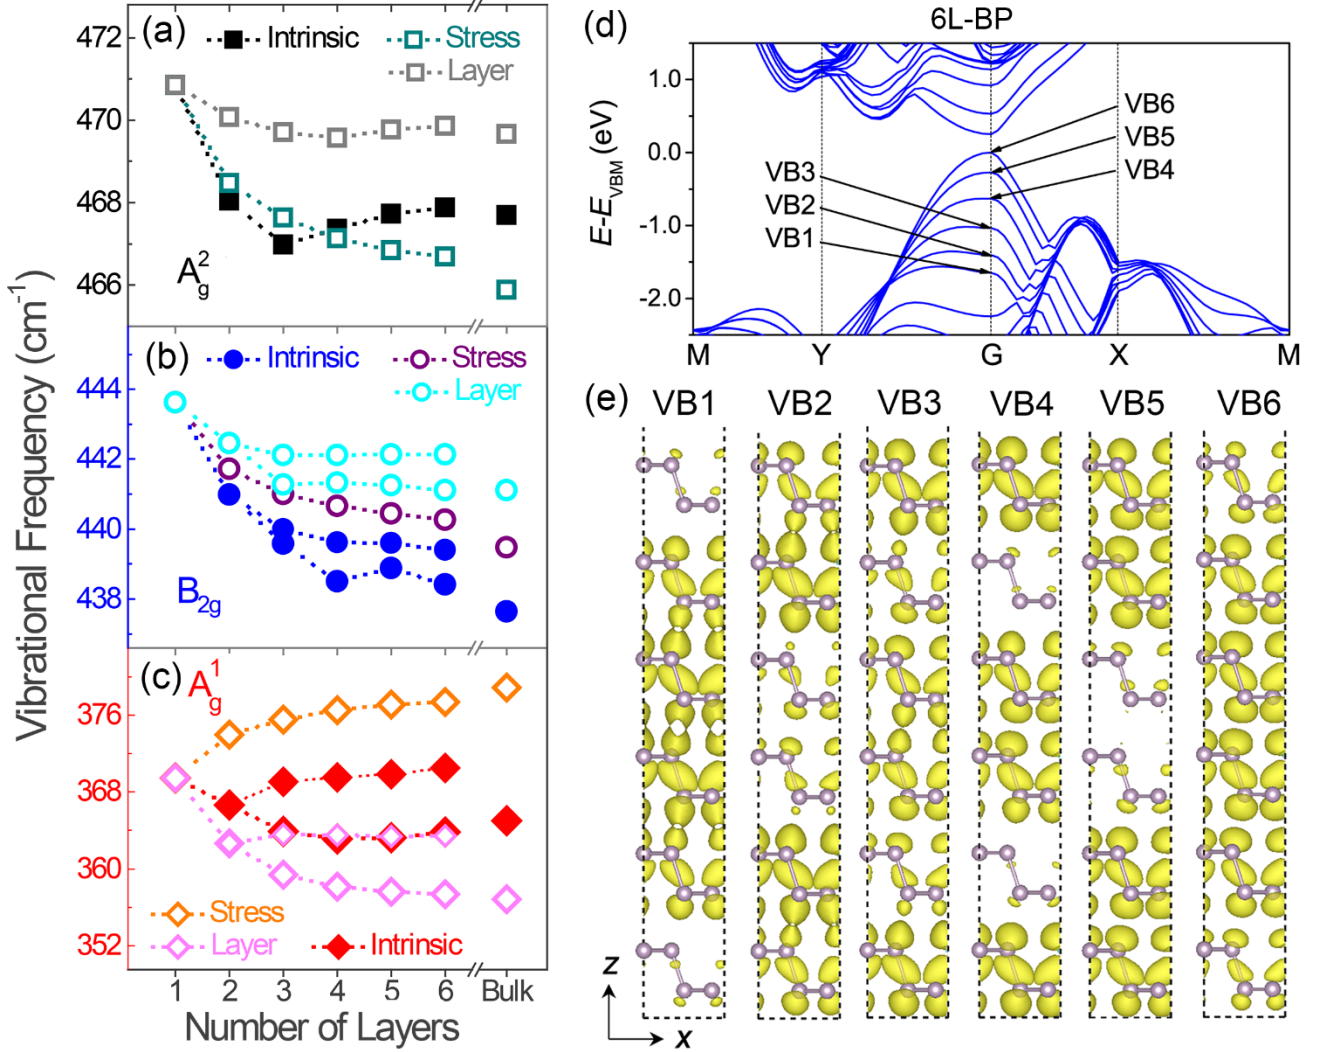 (a)
Intrinsic
Stress
Layer
472
470
468
466
A²g
Vibrational Frequency (cm⁻¹)
(b)
Intrinsic
Stress
Layer
444
442
440
438
B2g
(c)
A¹g
376
368
360
352
Stress
Layer
Intrinsic
1 2 3 4 5 6 Bulk
Number of Layers
(d)
6L-BP
E-EVBM (eV)
1.0
0.0
-1.0
-2.0
VB6
VB5
VB4
VB3
VB2
VB1
M Y G X M
(e)
VB1 VB2 VB3 VB4 VB5 VB6
z
x